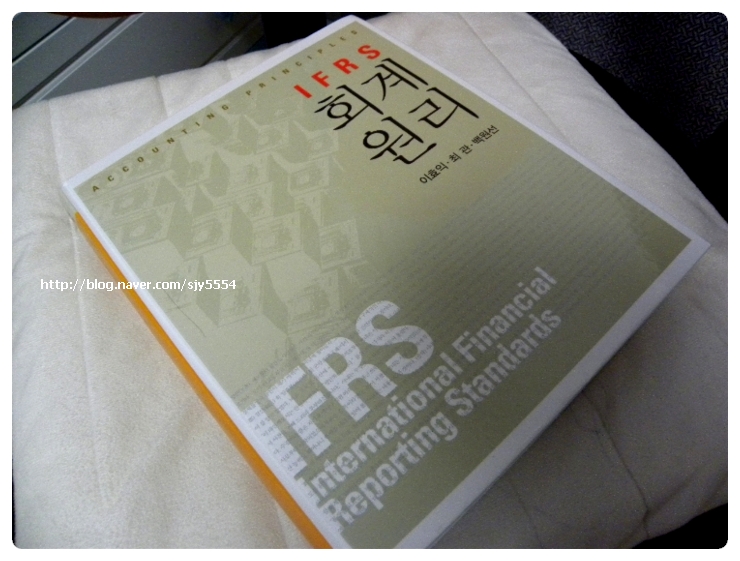 ACCOUNTING PRINCIPLES
IFRS
회계
원리
이효익·최 관·백원선
http://blog.naver.com/sjy5554
IFRS
International Financial
Reporting Standards